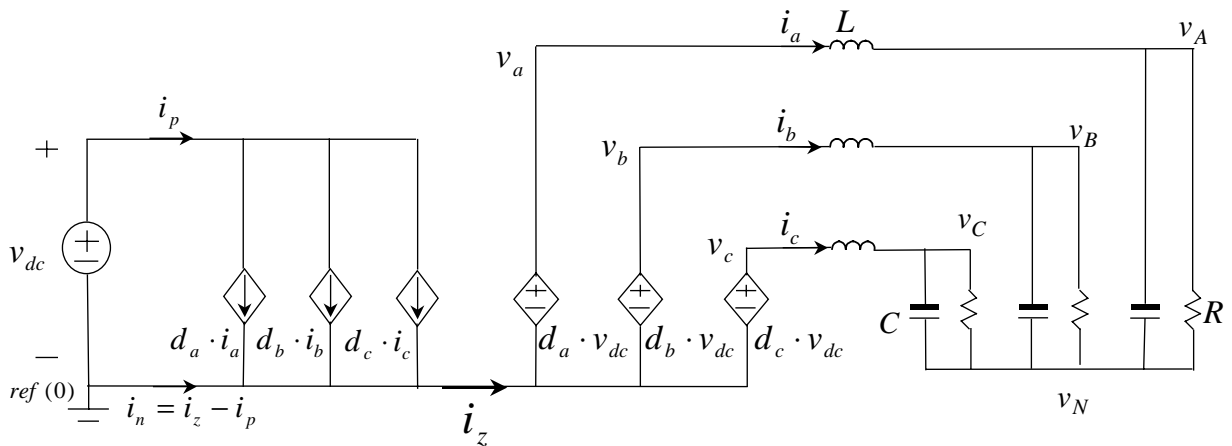 i_a
L
v_A
v_a
i_p
i_b
v_B
+
v_b
i_c
v_C
v_c
v_dc
+
−
+
−
+
−
+
−
C
R
d_a · i_a
d_b · i_b
d_c · i_c
d_a · v_dc
d_b · v_dc
d_c · v_dc
−
ref (0)
i_n = i_z − i_p
i_z
v_N